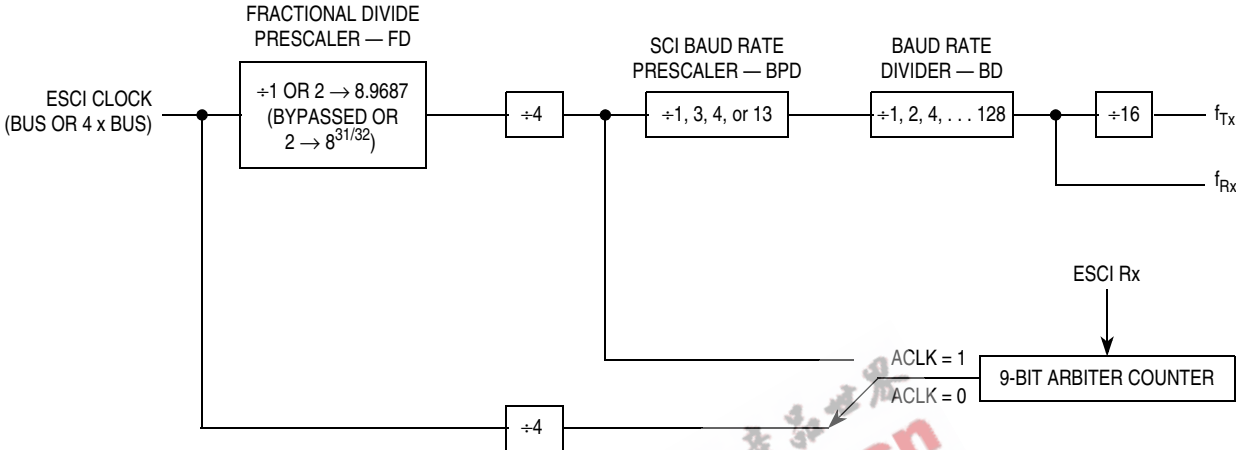 FRACTIONAL DIVIDE
PRESCALER — FD
SCI BAUD RATE
PRESCALER — BPD
BAUD RATE
DIVIDER — BD
ESCI CLOCK
(BUS OR 4 x BUS)
÷1 OR 2 → 8.9687
(BYPASSED OR
2 → 8^31/32)
÷4
÷1, 3, 4, or 13
÷1, 2, 4, . . . 128
÷16
fTx
fRx
ESCI Rx
ACLK = 1
ACLK = 0
9-BIT ARBITER COUNTER
÷4